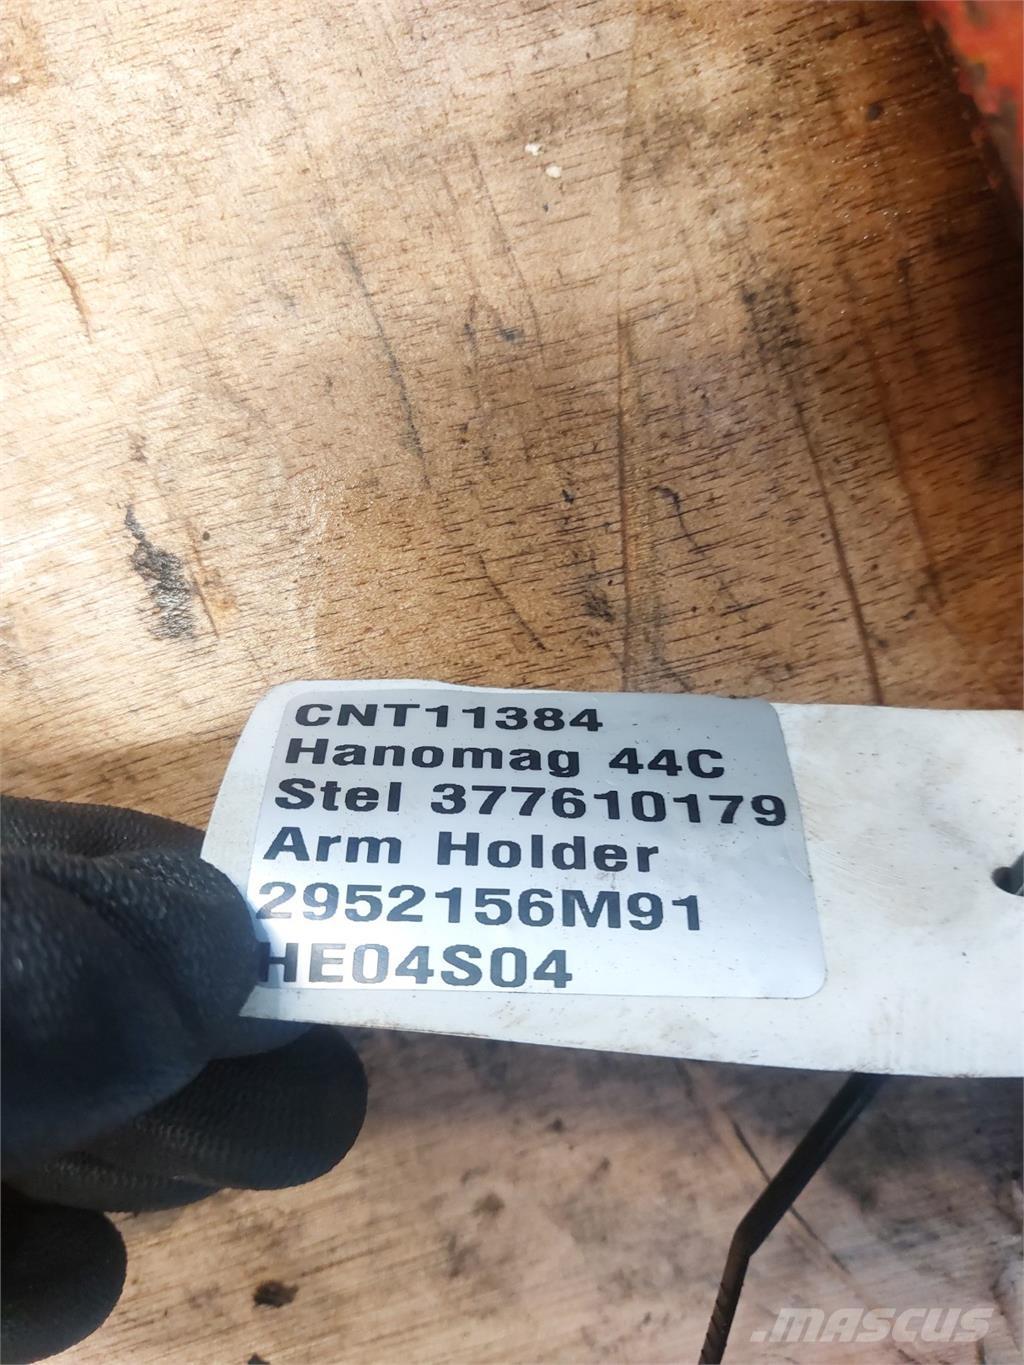 CNT11384
Hanomag 44C
Stel 377610179
Arm Holder
2952156M91
HE04S04
MASCUS